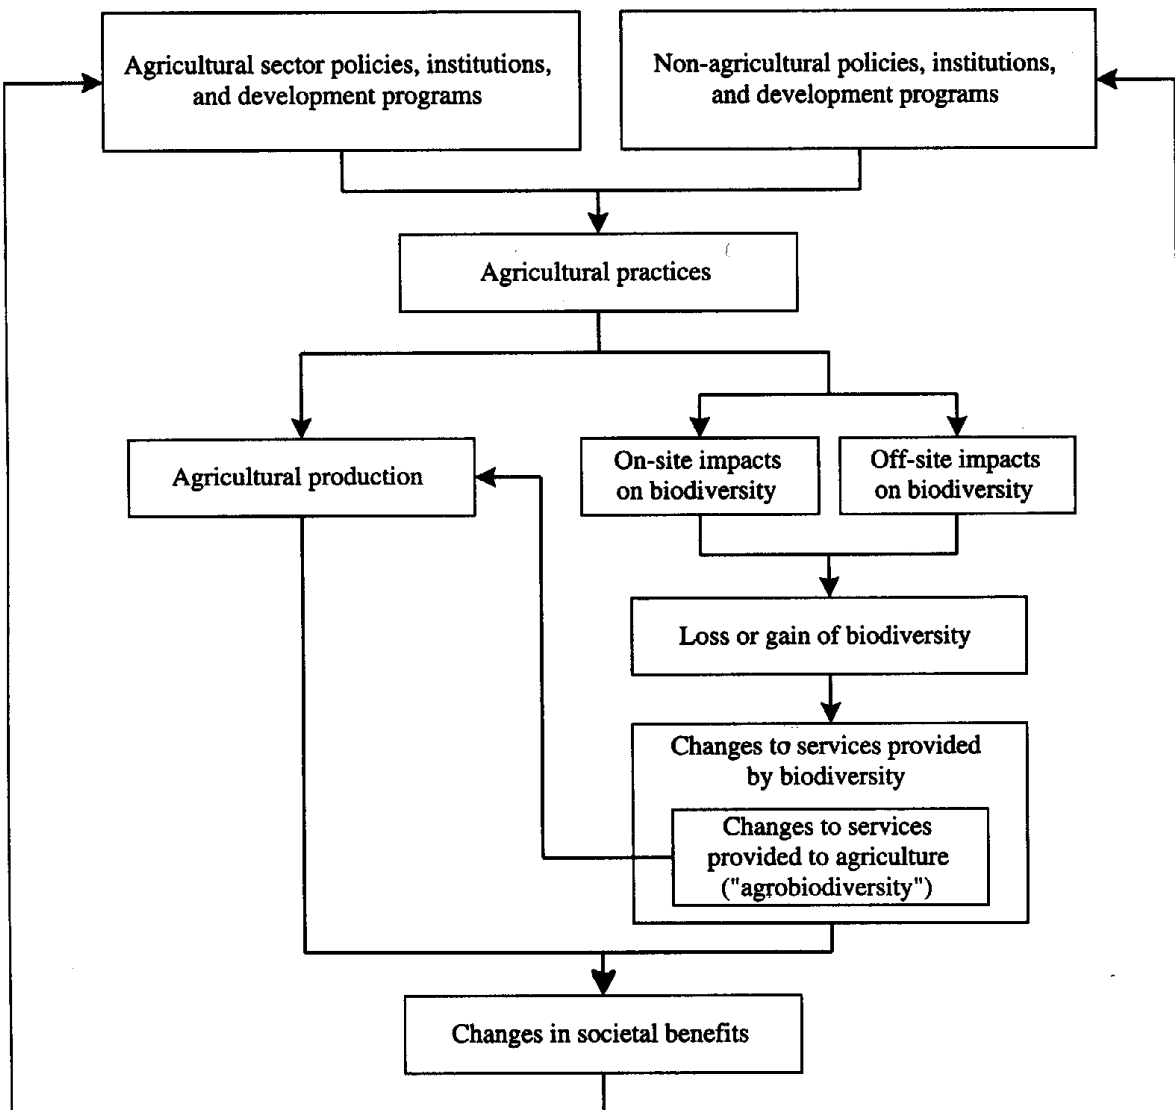 Agricultural sector policies, institutions,
and development programs
Non-agricultural policies, institutions,
and development programs
Agricultural practices
Agricultural production
On-site impacts
on biodiversity
Off-site impacts
on biodiversity
Loss or gain of biodiversity
Changes to services provided
by biodiversity
Changes to services
provided to agriculture
("agrobiodiversity")
Changes in societal benefits